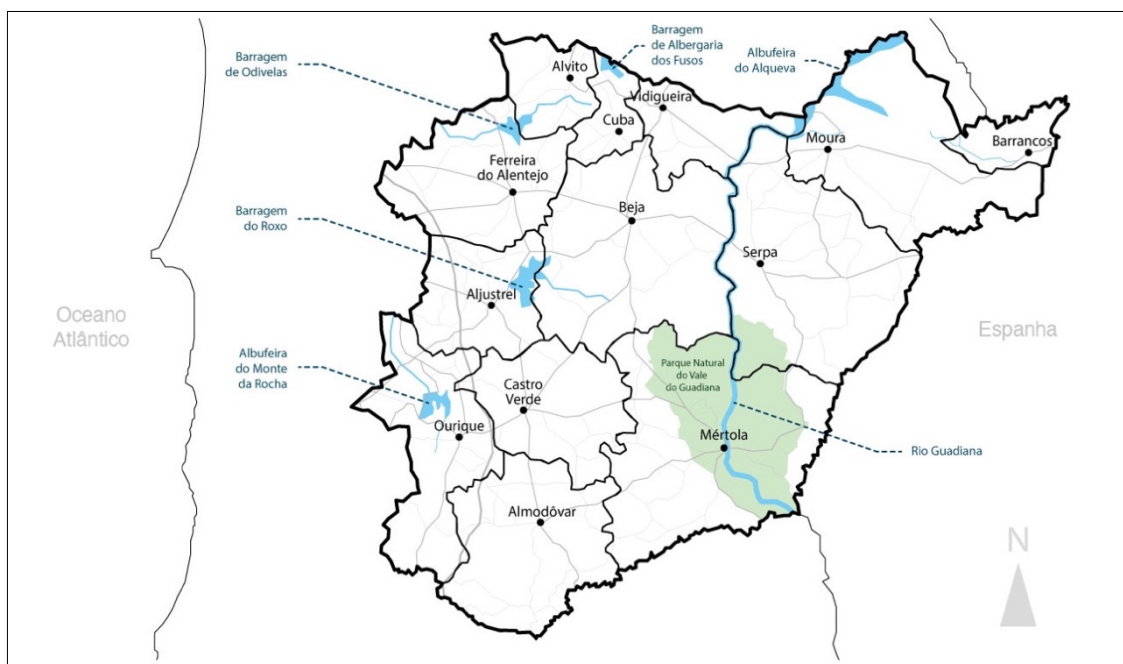 Barragem
de Odivelas
Barragem
de Albergaria
dos Fusos
Albufeira
do Alqueva
Alvito
Vidigueira
Cuba
Moura
Barrancos
Ferreira
do Alentejo
Barragem
do Roxo
Beja
Serpa
Aljustrel
Oceano
Atlântico
Espanha
Albufeira
do Monte
da Rocha
Parque Natural
do Vale
do Guadiana
Castro
Verde
Ourique
Mértola
Rio Guadiana
Almodôvar
N